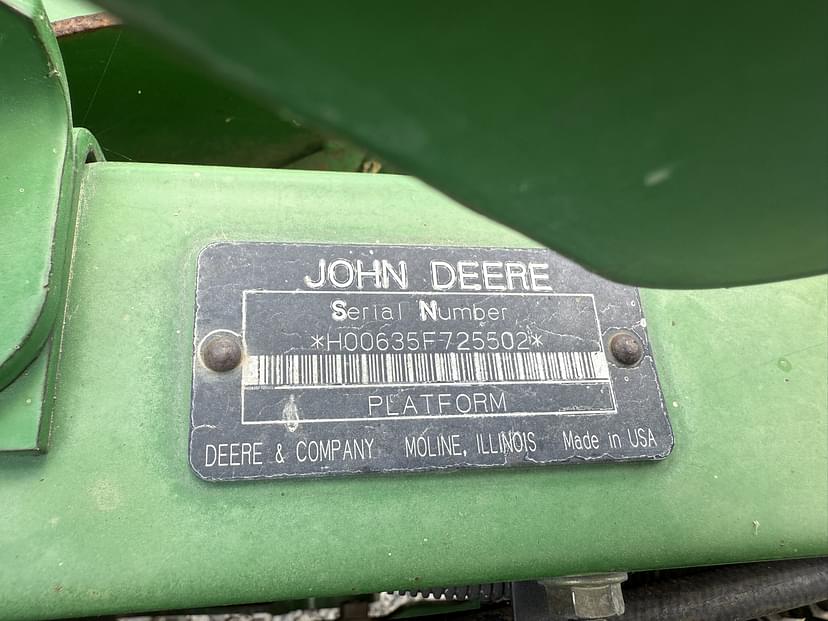 JOHN DEERE
Serial Number
*H00635F725502*
PLATFORM
DEERE & COMPANY MOLINE, ILLINOIS Made in USA